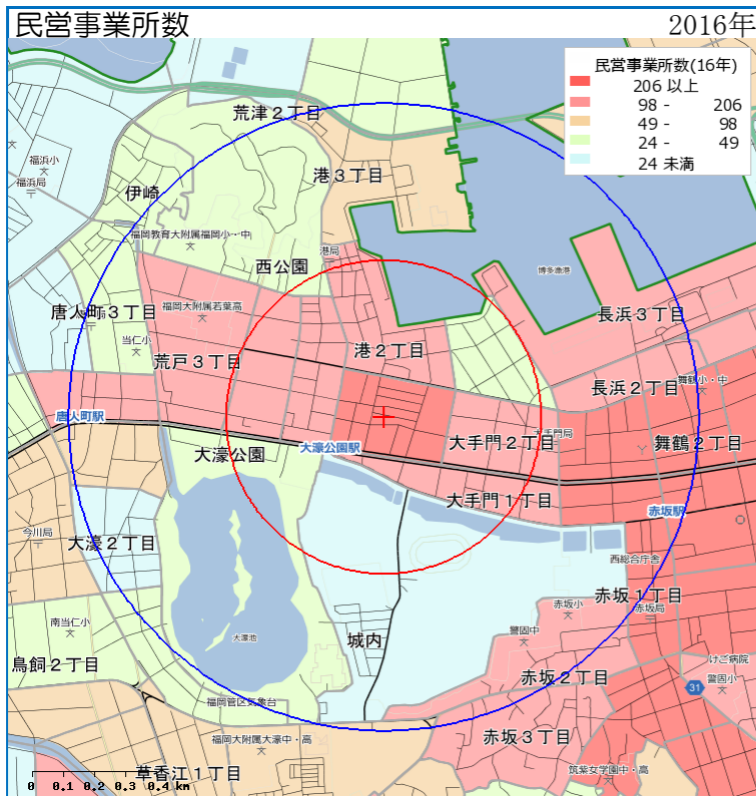 民営事業所数
2016年
民営事業所数(16年)
206 以上
98 - 206
49 - 98
24 - 49
24 未満
荒津2丁目
福浜小
福浜局
港3丁目
伊崎
福岡教育大附属福岡小・中
港局
西公園
博多漁港
福岡大附属若葉高
唐人町3丁目
長浜3丁目
当仁小
港2丁目
荒戸3丁目
長浜2丁目
舞鶴小・中
唐人町駅
大手門局
大手門2丁目
舞鶴2丁目
大濠公園駅
大濠公園
大手門1丁目
赤坂駅
今川局
大濠2丁目
西総合庁舎
赤坂1丁目
赤坂小
赤坂局
南当仁小
警固中
大濠池
城内
けご病院
鳥飼2丁目
赤坂2丁目
警固小
31
福岡管区気象台
福岡大附属大濠中・高
赤坂3丁目
草香江1丁目
筑紫女学園中・高
0 0.1 0.2 0.3 0.4 km